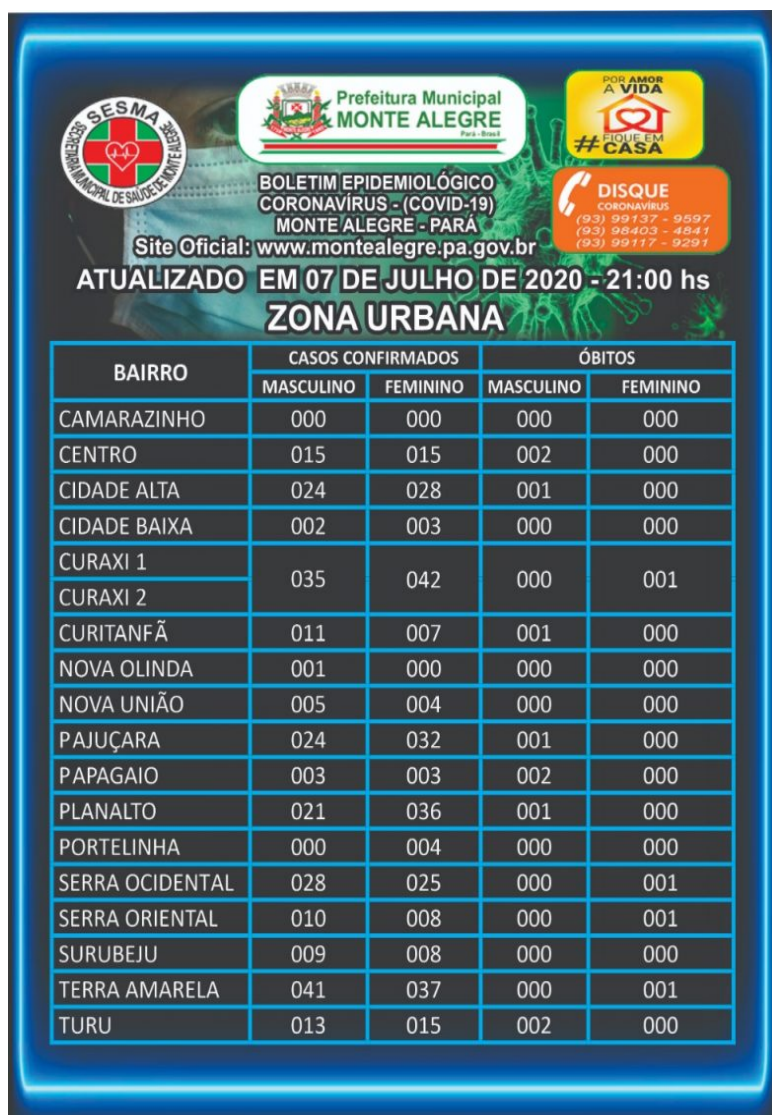 SESMA
SECRETARIA MUNICIPAL DE SAÚDE DE MONTE ALEGRE
Prefeitura Municipal
MONTE ALEGRE
Pará - Brasil
POR AMOR
A VIDA
#FIQUE EM
CASA
BOLETIM EPIDEMIOLÓGICO
CORONAVÍRUS - (COVID-19)
MONTE ALEGRE - PARÁ
Site Oficial: www.montealegre.pa.gov.br
DISQUE
CORONAVÍRUS
(93) 99137 - 9597
(93) 98403 - 4841
(93) 99117 - 9291
ATUALIZADO EM 07 DE JULHO DE 2020 - 21:00 hs
ZONA URBANA
BAIRRO CASOS CONFIRMADOS ÓBITOS
MASCULINO FEMININO MASCULINO FEMININO
CAMARAZINHO 000 000 000 000
CENTRO 015 015 002 000
CIDADE ALTA 024 028 001 000
CIDADE BAIXA 002 003 000 000
CURAXI 1 035 042 000 001
CURAXI 2
CURITANFÃ 011 007 001 000
NOVA OLINDA 001 000 000 000
NOVA UNIÃO 005 004 000 000
PAJUÇARA 024 032 001 000
PAPAGAIO 003 003 002 000
PLANALTO 021 036 001 000
PORTELINHA 000 004 000 000
SERRA OCIDENTAL 028 025 000 001
SERRA ORIENTAL 010 008 000 001
SURUBEJU 009 008 000 000
TERRA AMARELA 041 037 000 001
TURU 013 015 002 000